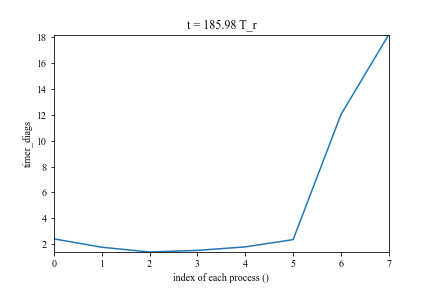 t = 185.98 T_r
timer_diags
18
16
14
12
10
8
6
4
2
0 1 2 3 4 5 6 7
index of each process ()